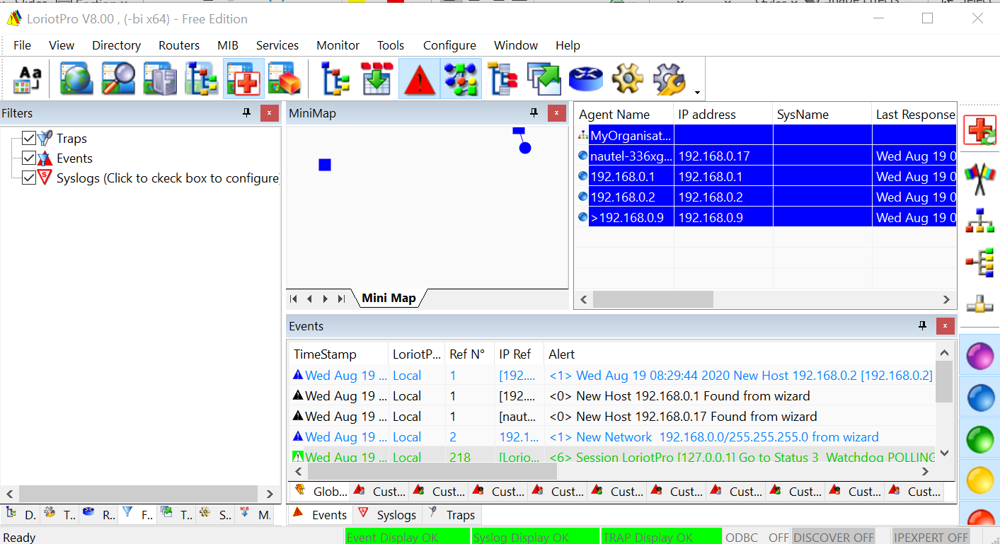 LoriotPro V8.00 , (-bi x64) - Free Edition
File View Directory Routers MIB Services Monitor Tools Configure Window Help
Aa
Filters
Traps
Events
Syslogs (Click to ckeck box to configure
MiniMap
Mini Map
Agent Name IP address SysName Last Response
MyOrganisat...
nautel-336xg... 192.168.0.17 Wed Aug 19 0
192.168.0.1 192.168.0.1 Wed Aug 19 0
192.168.0.2 192.168.0.2 Wed Aug 19 0
>192.168.0.9 192.168.0.9 Wed Aug 19 0
Events
TimeStamp LoriotP... Ref N° IP Ref Alert
Wed Aug 19 ... Local 1 [192.... <1> Wed Aug 19 08:29:44 2020 New Host 192.168.0.2 [192.168.0.2]
Wed Aug 19 ... Local 1 [192.... <0> New Host 192.168.0.1 Found from wizard
Wed Aug 19 ... Local 1 [naut... <0> New Host 192.168.0.17 Found from wizard
Wed Aug 19 ... Local 2 192.1... <1> New Network 192.168.0.0/255.255.255.0 from wizard
Wed Aug 19 ... Local 218 [Lorio... <6> Session LoriotPro [127.0.0.1] Go to Status 3 Watchdog POLLING
Glob... Cust... Cust... Cust... Cust... Cust... Cust... Cust... Cust... Cust... Cust...
D. T.. R.. F.. T.. S.. M.
Events Syslogs Traps
Ready Event Display OK Syslog Display OK TRAP Display OK ODBC OFF DISCOVER OFF IPEXPERT OFF